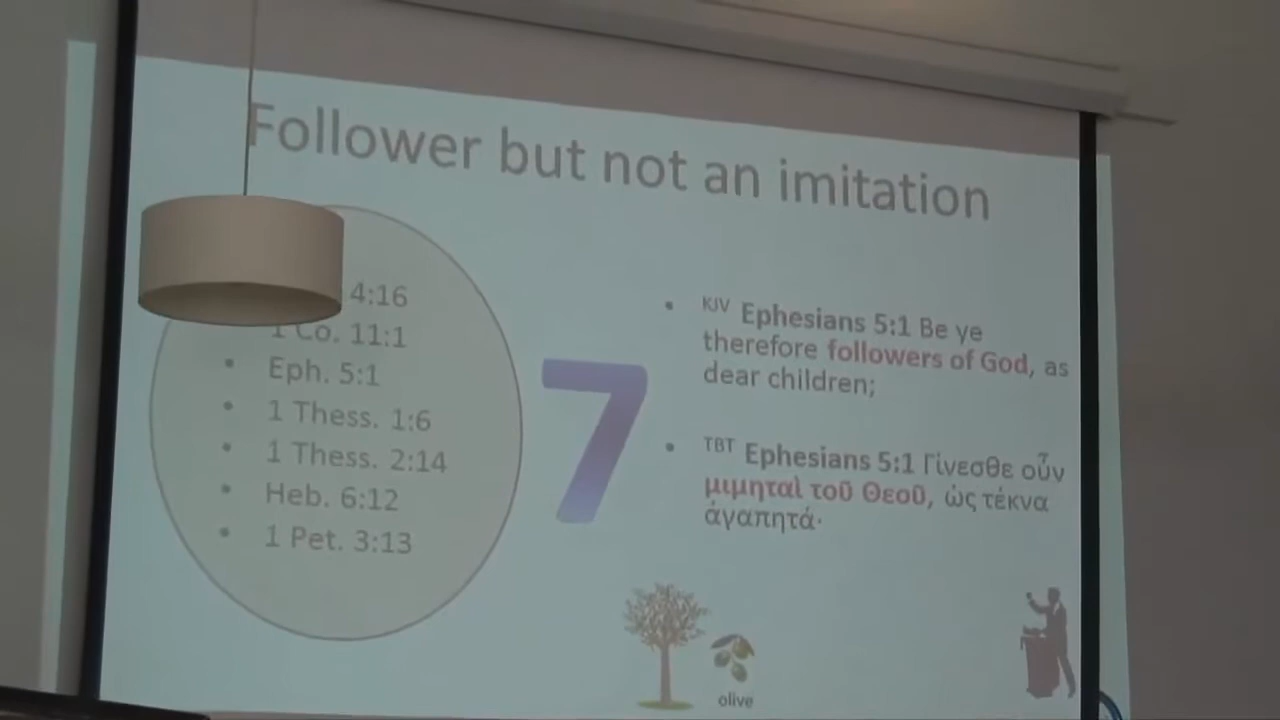 Follower but not an imitation
4:16
1 Co. 11:1
• Eph. 5:1
• 1 Thess. 1:6
• 1 Thess. 2:14
• Heb. 6:12
• 1 Pet. 3:13
7
• KJV Ephesians 5:1 Be ye
therefore followers of God, as
dear children;
• TBT Ephesians 5:1 Γίνεσθε οὖν
μιμηταὶ τοῦ Θεοῦ, ὡς τέκνα
ἀγαπητά·
olive